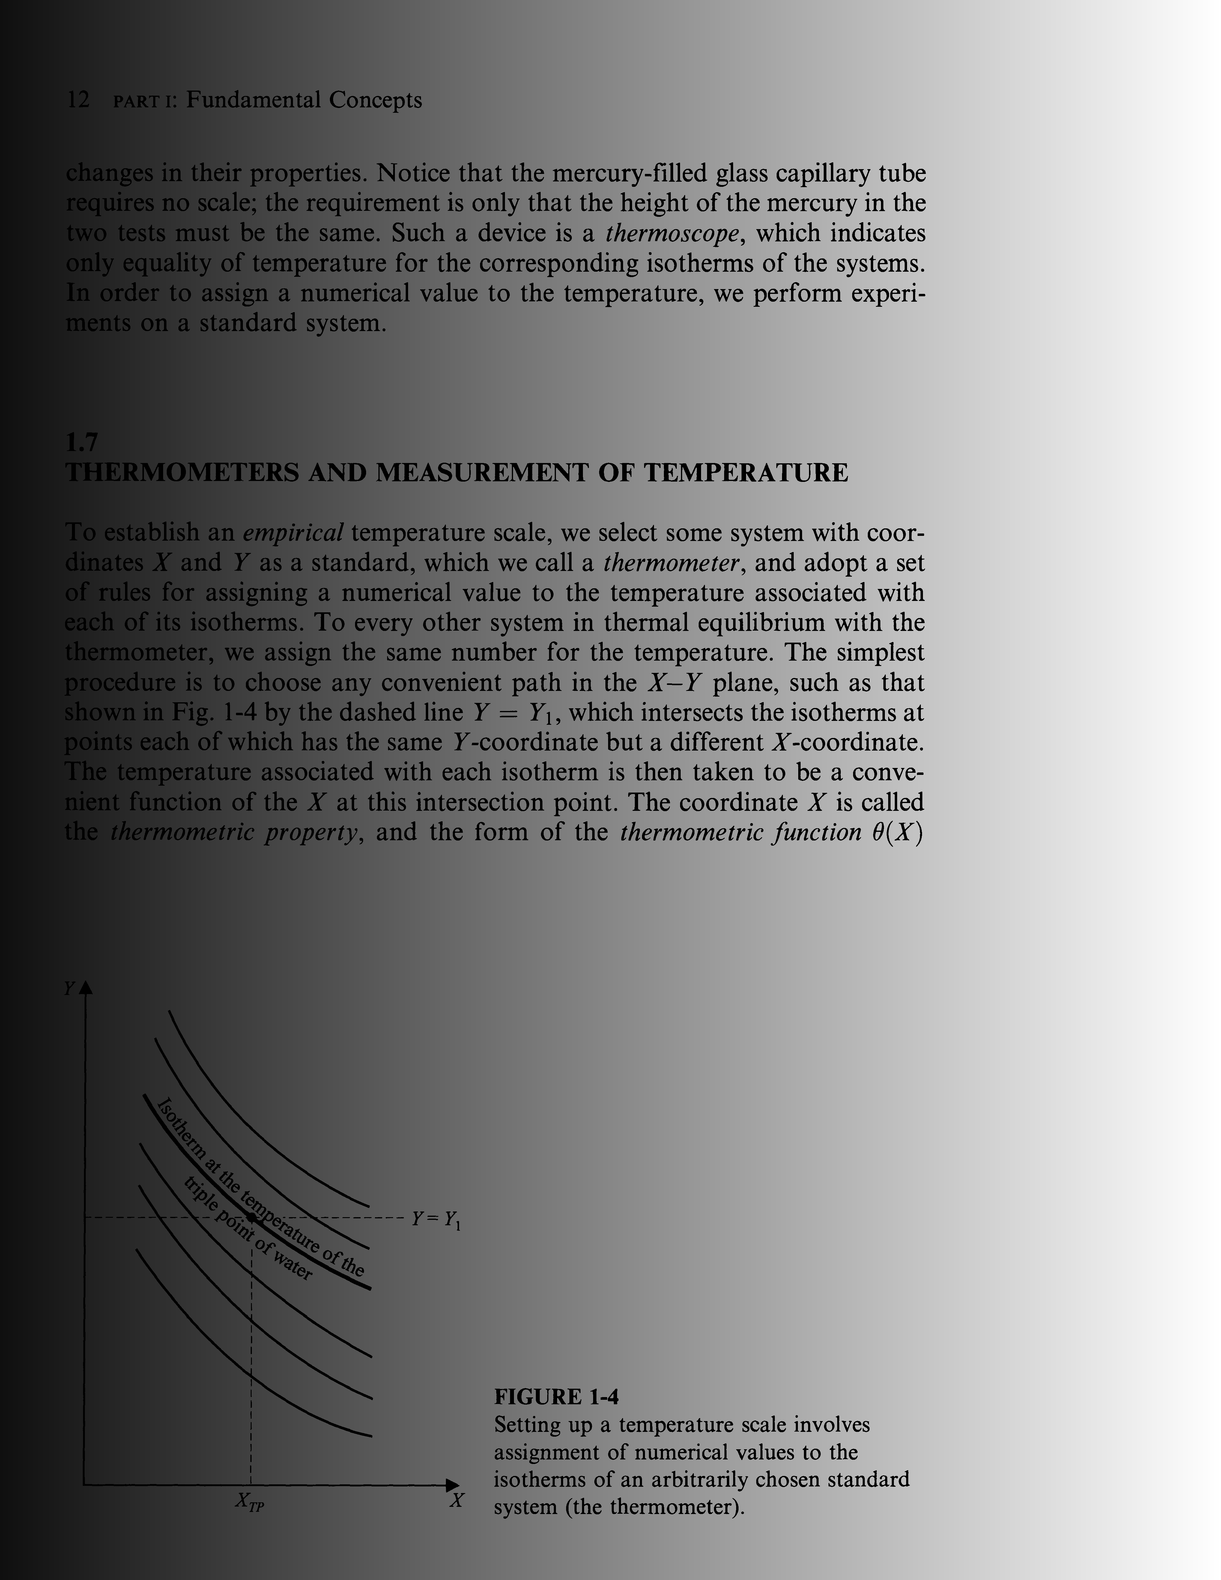 12 PART I: Fundamental Concepts
changes in their properties. Notice that the mercury-filled glass capillary tube
requires no scale; the requirement is only that the height of the mercury in the
two tests must be the same. Such a device is a thermoscope, which indicates
only equality of temperature for the corresponding isotherms of the systems.
In order to assign a numerical value to the temperature, we perform experi-
ments on a standard system.
1.7
THERMOMETERS AND MEASUREMENT OF TEMPERATURE
To establish an empirical temperature scale, we select some system with coor-
dinates X and Y as a standard, which we call a thermometer, and adopt a set
of rules for assigning a numerical value to the temperature associated with
each of its isotherms. To every other system in thermal equilibrium with the
thermometer, we assign the same number for the temperature. The simplest
procedure is to choose any convenient path in the X–Y plane, such as that
shown in Fig. 1-4 by the dashed line Y = Y₁, which intersects the isotherms at
points each of which has the same Y-coordinate but a different X-coordinate.
The temperature associated with each isotherm is then taken to be a conve-
nient function of the X at this intersection point. The coordinate X is called
the thermometric property, and the form of the thermometric function θ(X)
Y
Isotherm at the temperature of the
triple point of water
Y = Y₁
X_TP
X
FIGURE 1-4
Setting up a temperature scale involves
assignment of numerical values to the
isotherms of an arbitrarily chosen standard
system (the thermometer).